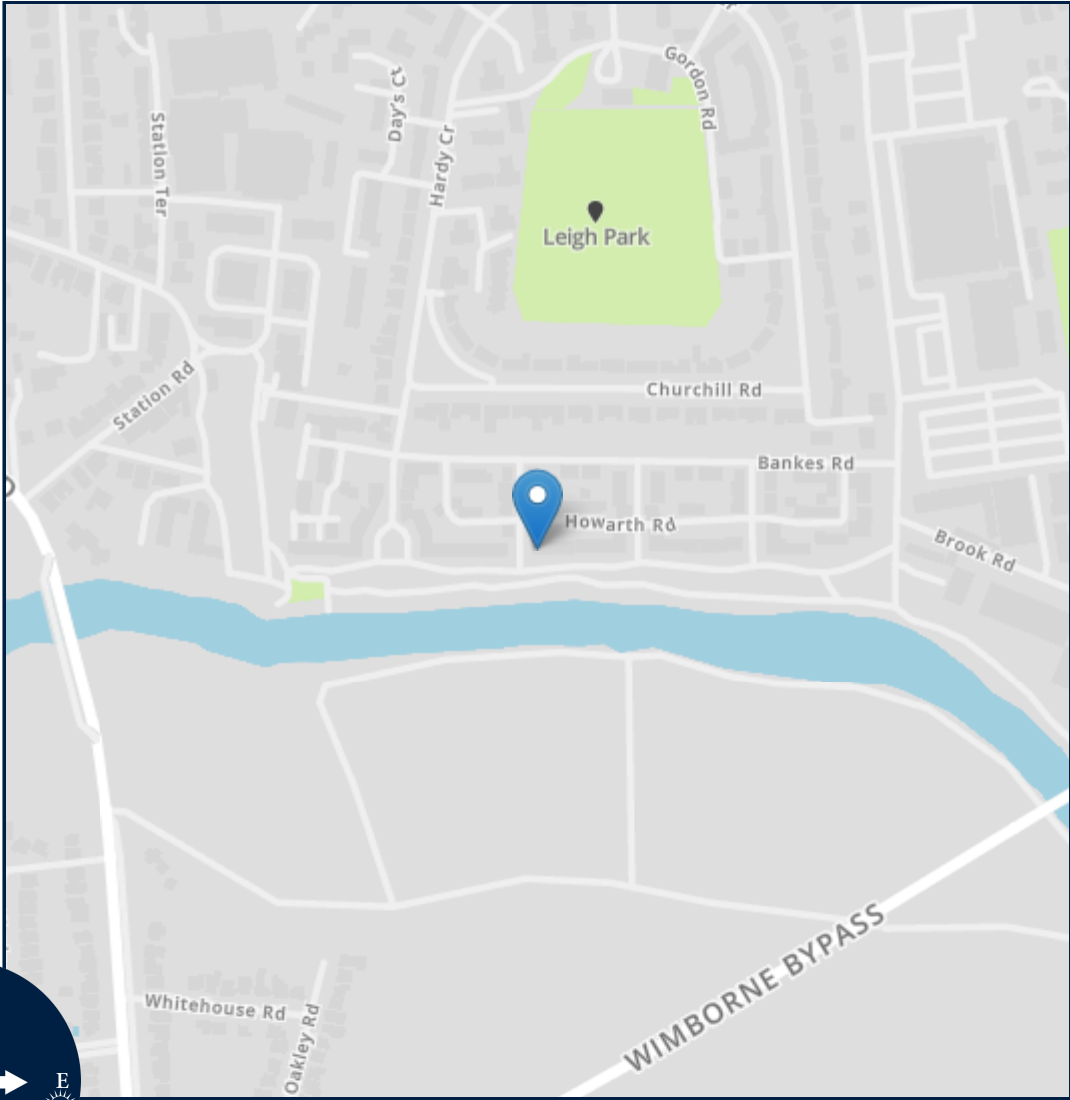 Gordon Rd
Day's Ct
Station Ter
Hardy Cr
Leigh Park
Station Rd
Churchill Rd
Bankes Rd
Howarth Rd
Brook Rd
WIMBORNE BYPASS
Whitehouse Rd
Oakley Rd
E